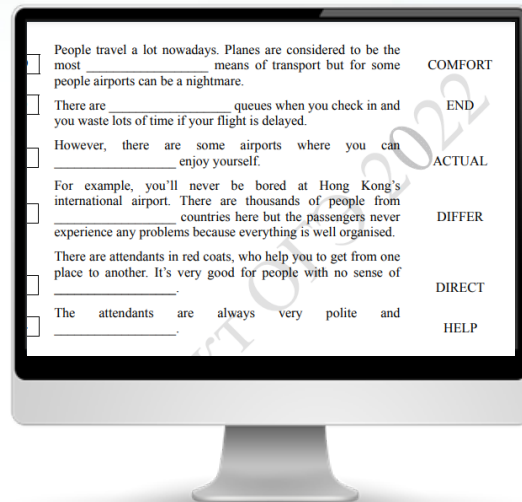 People travel a lot nowadays. Planes are considered to be the
most __________________ means of transport but for some COMFORT
people airports can be a nightmare.
There are __________________ queues when you check in and END
you waste lots of time if your flight is delayed.
However, there are some airports where you can
__________________ enjoy yourself. ACTUAL
For example, you’ll never be bored at Hong Kong’s
international airport. There are thousands of people from
__________________ countries here but the passengers never DIFFER
experience any problems because everything is well organised.
There are attendants in red coats, who help you to get from one
place to another. It’s very good for people with no sense of
__________________. DIRECT
The attendants are always very polite and
__________________. HELP
ОГЭ 2022